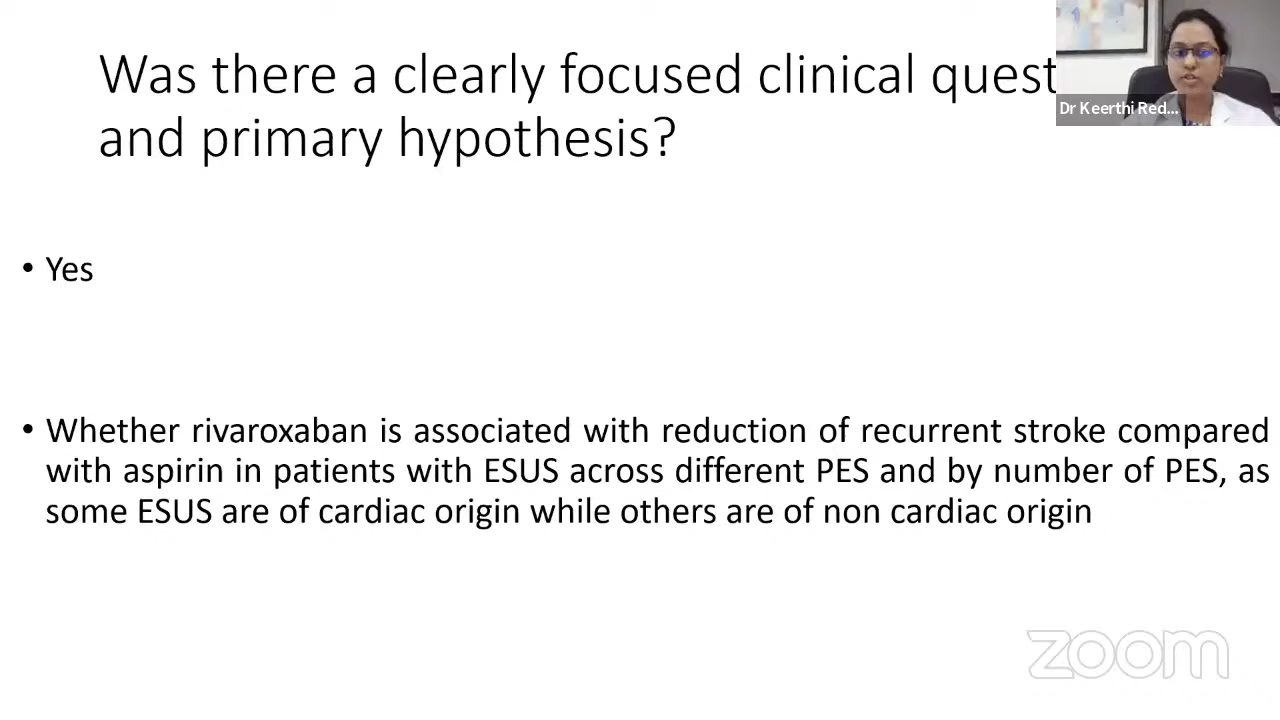 Was there a clearly focused clinical quest
and primary hypothesis?
Dr Keerthi Red...
• Yes
• Whether rivaroxaban is associated with reduction of recurrent stroke compared
with aspirin in patients with ESUS across different PES and by number of PES, as
some ESUS are of cardiac origin while others are of non cardiac origin
zoom